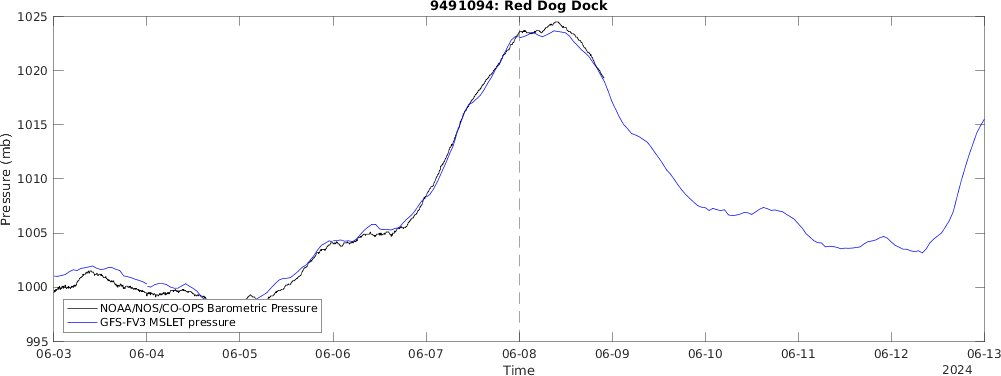 9491094: Red Dog Dock
1025
1020
1015
1010
1005
1000
995
Pressure (mb)
NOAA/NOS/CO-OPS Barometric Pressure
GFS-FV3 MSLET pressure
06-03 06-04 06-05 06-06 06-07 06-08 06-09 06-10 06-11 06-12 06-13
Time
2024